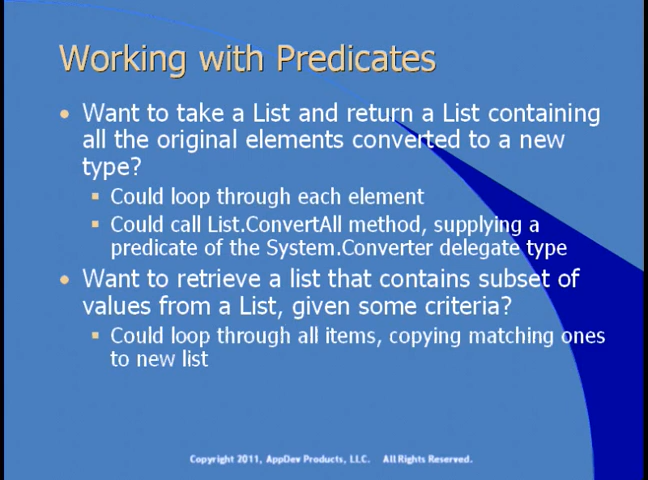 Working with Predicates
• Want to take a List and return a List containing
all the original elements converted to a new
type?
▪ Could loop through each element
▪ Could call List.ConvertAll method, supplying a
predicate of the System.Converter delegate type
• Want to retrieve a list that contains subset of
values from a List, given some criteria?
▪ Could loop through all items, copying matching ones
to new list
Copyright 2011, AppDev Products, LLC. All Rights Reserved.